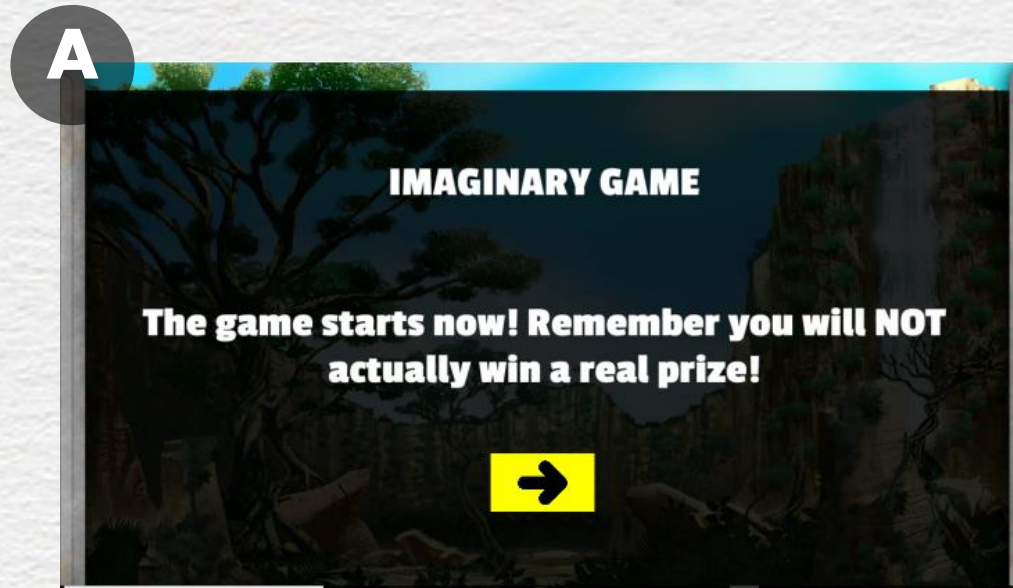 A
IMAGINARY GAME
The game starts now! Remember you will NOT
actually win a real prize!